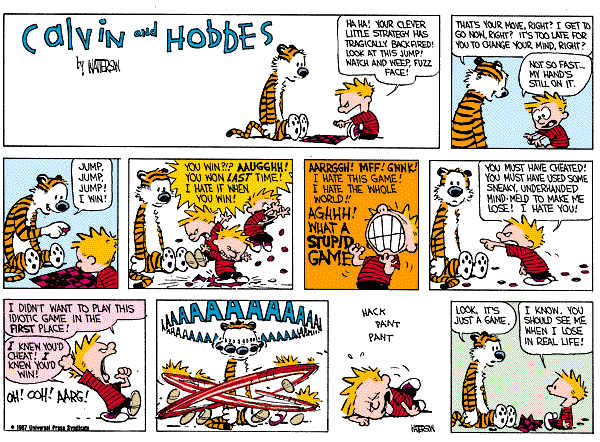 Calvin and HOBBES
by WATERSON
HA HA! YOUR CLEVER
LITTLE STRATEGY HAS
TRAGICALLY BACKFIRED!
LOOK AT THIS JUMP!
WATCH AND WEEP, FUZZ
FACE!
THAT'S YOUR MOVE, RIGHT? I GET TO
GO NOW, RIGHT? IT'S TOO LATE FOR
YOU TO CHANGE YOUR MIND, RIGHT?
NOT SO FAST...
MY HAND'S
STILL ON IT.
JUMP,
JUMP,
JUMP!
I WIN!
YOU WIN?!? AAUGGHH!
YOU WON LAST TIME!
I HATE IT WHEN
YOU WIN!
AARRGGH! MFF! GNNK!
I HATE THIS GAME!
I HATE THE WHOLE
WORLD!!
AGHHH!
WHAT A
STUPID
GAME!
YOU MUST HAVE CHEATED!
YOU MUST HAVE USED SOME
SNEAKY, UNDERHANDED
MIND-MELD TO MAKE ME
LOSE! I HATE YOU!
I DIDN'T WANT TO PLAY THIS
IDIOTIC GAME IN THE
FIRST PLACE!
I KNEW YOU'D
CHEAT! I
KNEW YOU'D
WIN!
OH! OOH! AARG!
© 1987 Universal Press Syndicate
AAAAAAAAAAAA
HACK
PANT
PANT
WATERSON
LOOK, IT'S
JUST A GAME.
I KNOW. YOU
SHOULD SEE ME
WHEN I LOSE
IN REAL LIFE!